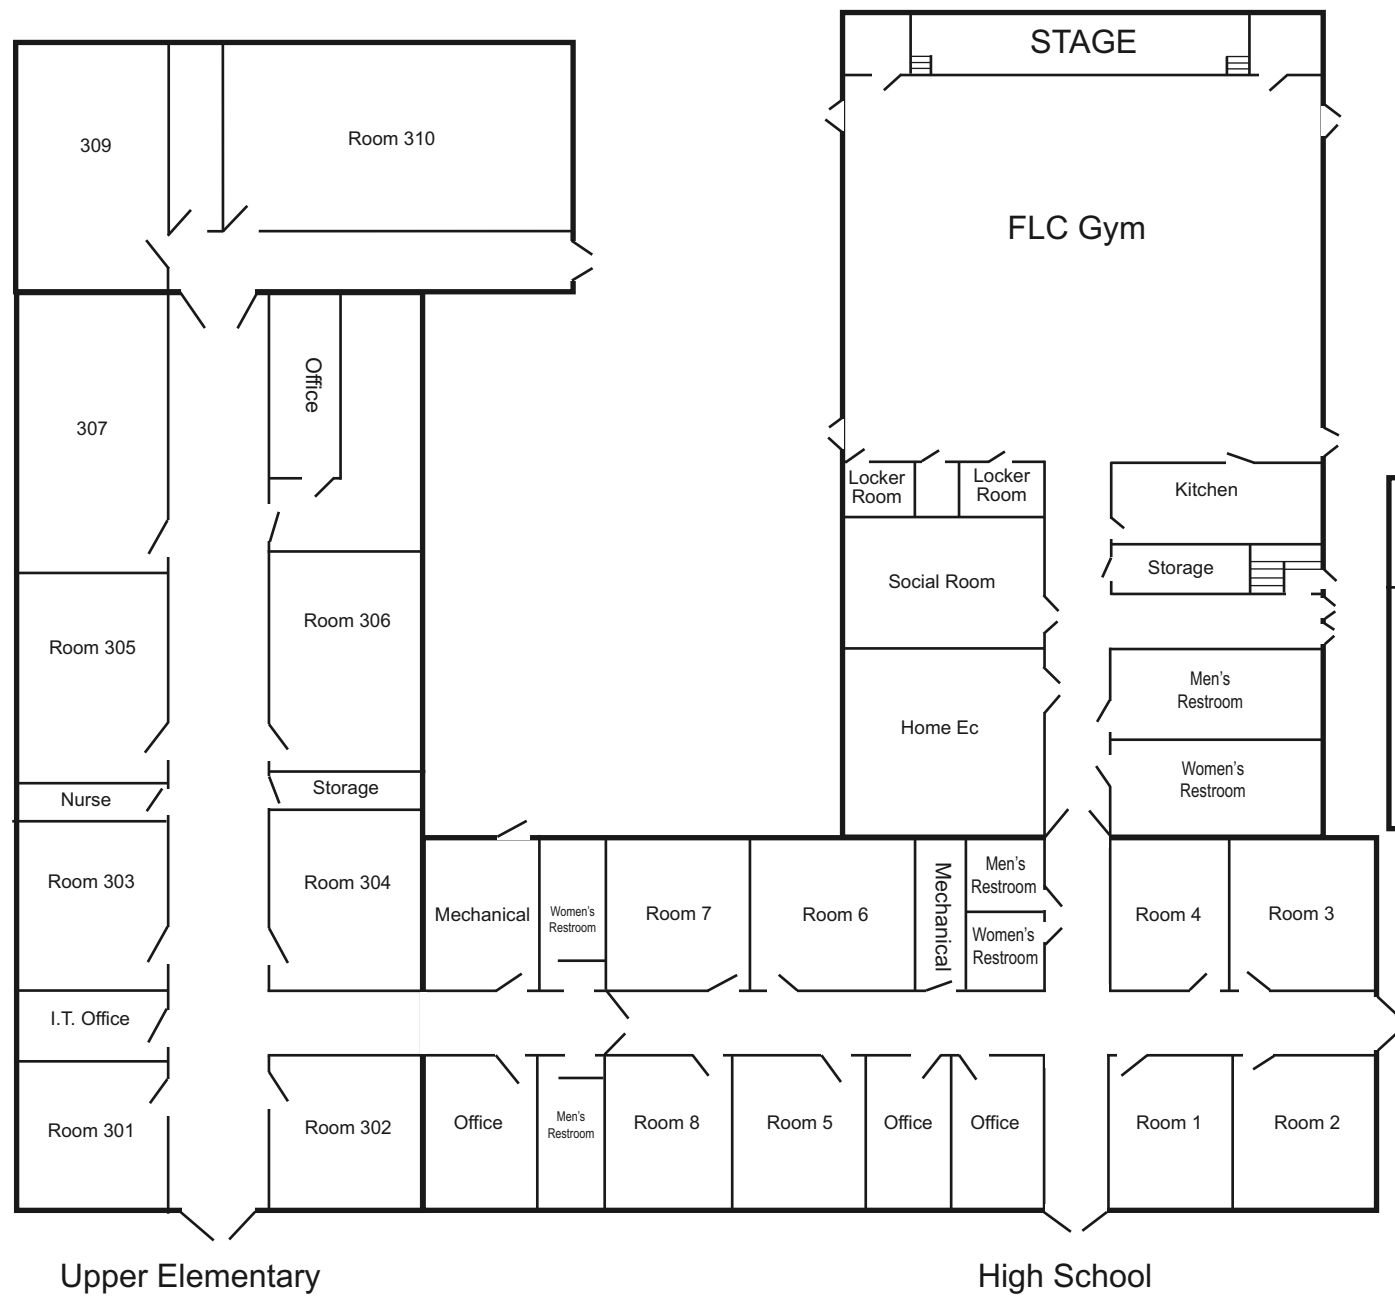 STAGE
309
Room 310
FLC Gym
Office
307
Locker
Room
Locker
Room
Kitchen
Storage
Social Room
Room 305
Room 306
Men's
Restroom
Home Ec
Women's
Restroom
Nurse
Storage
Room 303
Room 304
Mechanical
Women's
Restroom
Room 7
Room 6
Mechanical
Men's
Restroom
Women's
Restroom
Room 4
Room 3
I.T. Office
Room 301
Room 302
Office
Men's
Restroom
Room 8
Room 5
Office
Office
Room 1
Room 2
Upper Elementary
High School